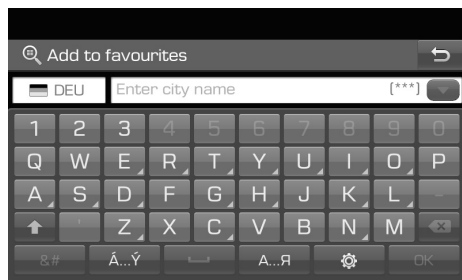 Add to favourites
DEU Enter city name (***)
1 2 3 4 5 6 7 8 9 0
Q W E R T Y U I O P
A S D F G H J K L -
' Z X C V B N M
&# Á...Ý A...Я OK